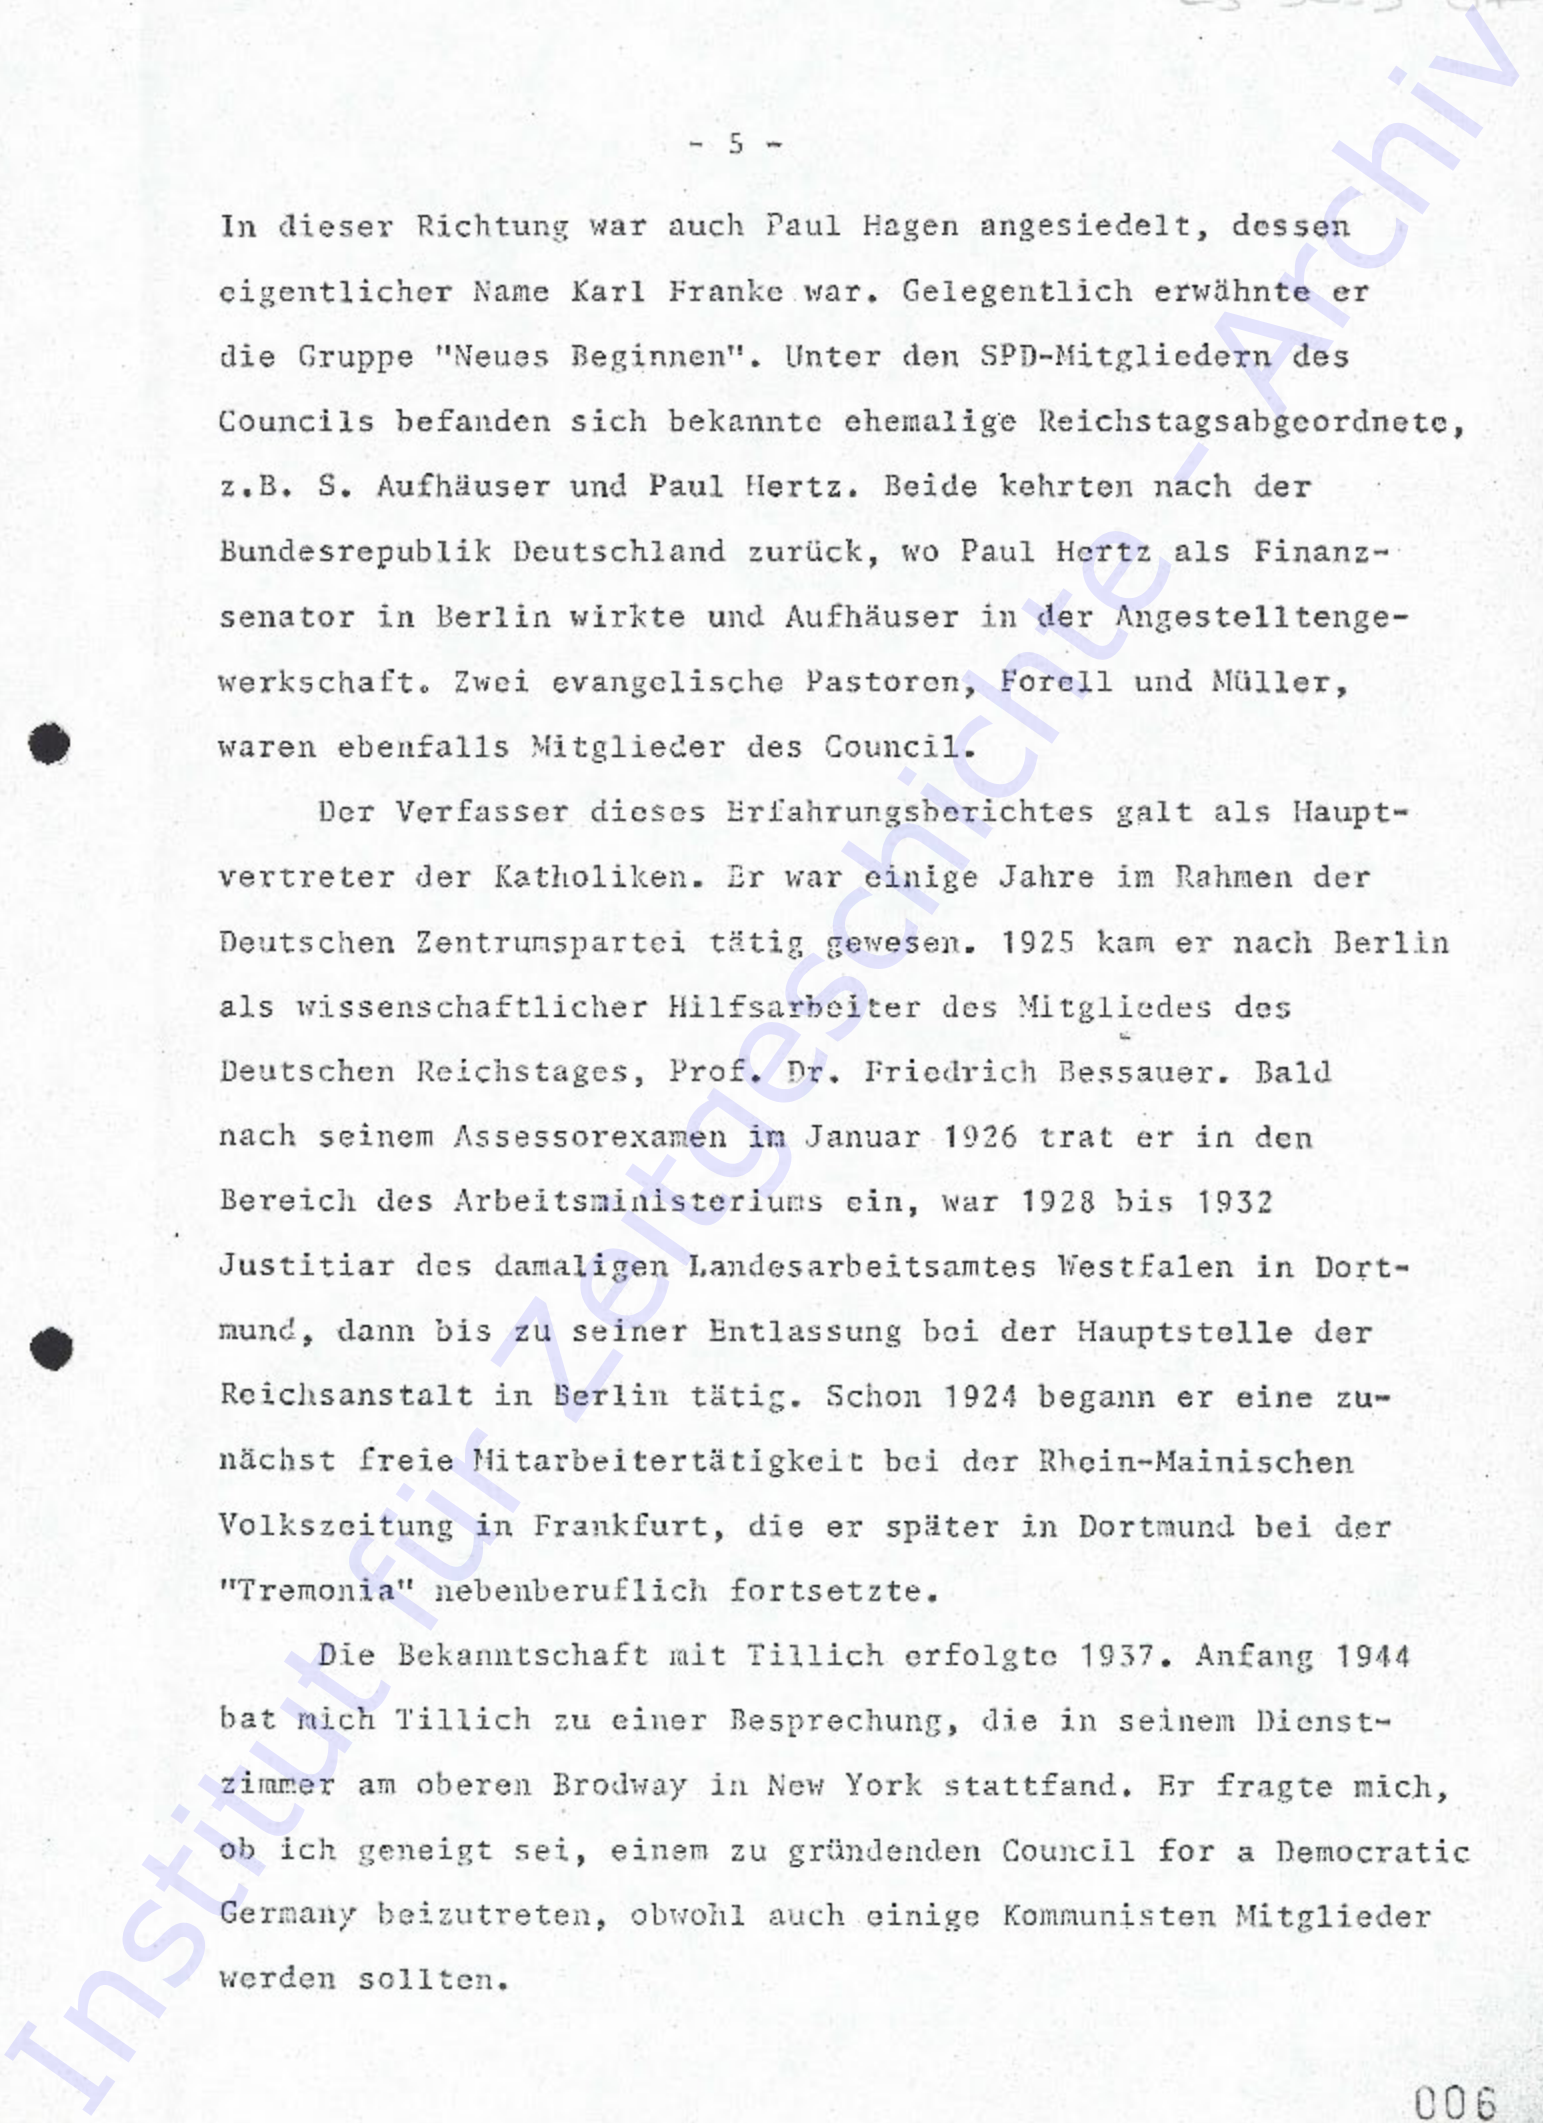 - 5 -
In dieser Richtung war auch Paul Hagen angesiedelt, dessen
eigentlicher Name Karl Franke war. Gelegentlich erwähnte er
die Gruppe "Neues Beginnen". Unter den SPD-Mitgliedern des
Councils befanden sich bekannte ehemalige Reichstagsabgeordnete,
z.B. S. Aufhäuser und Paul Hertz. Beide kehrten nach der
Bundesrepublik Deutschland zurück, wo Paul Hertz als Finanz-
senator in Berlin wirkte und Aufhäuser in der Angestelltenge-
werkschaft. Zwei evangelische Pastoren, Forell und Müller,
waren ebenfalls Mitglieder des Council.
Der Verfasser dieses Erfahrungsberichtes galt als Haupt-
vertreter der Katholiken. Er war einige Jahre im Rahmen der
Deutschen Zentrumspartei tätig gewesen. 1925 kam er nach Berlin
als wissenschaftlicher Hilfsarbeiter des Mitgliedes des
Deutschen Reichstages, Prof. Dr. Friedrich Bessauer. Bald
nach seinem Assessorexamen im Januar 1926 trat er in den
Bereich des Arbeitsministeriums ein, war 1928 bis 1932
Justitiar des damaligen Landesarbeitsamtes Westfalen in Dort-
mund, dann bis zu seiner Entlassung bei der Hauptstelle der
Reichsanstalt in Berlin tätig. Schon 1924 begann er eine zu-
nächst freie Mitarbeitertätigkeit bei der Rhein-Mainischen
Volkszeitung in Frankfurt, die er später in Dortmund bei der
"Tremonia" nebenberuflich fortsetzte.
Die Bekanntschaft mit Tillich erfolgte 1937. Anfang 1944
bat mich Tillich zu einer Besprechung, die in seinem Dienst-
zimmer am oberen Brodway in New York stattfand. Er fragte mich,
ob ich geneigt sei, einem zu gründenden Council for a Democratic
Germany beizutreten, obwohl auch einige Kommunisten Mitglieder
werden sollten.
006
Institut für Zeitgeschichte - Archiv